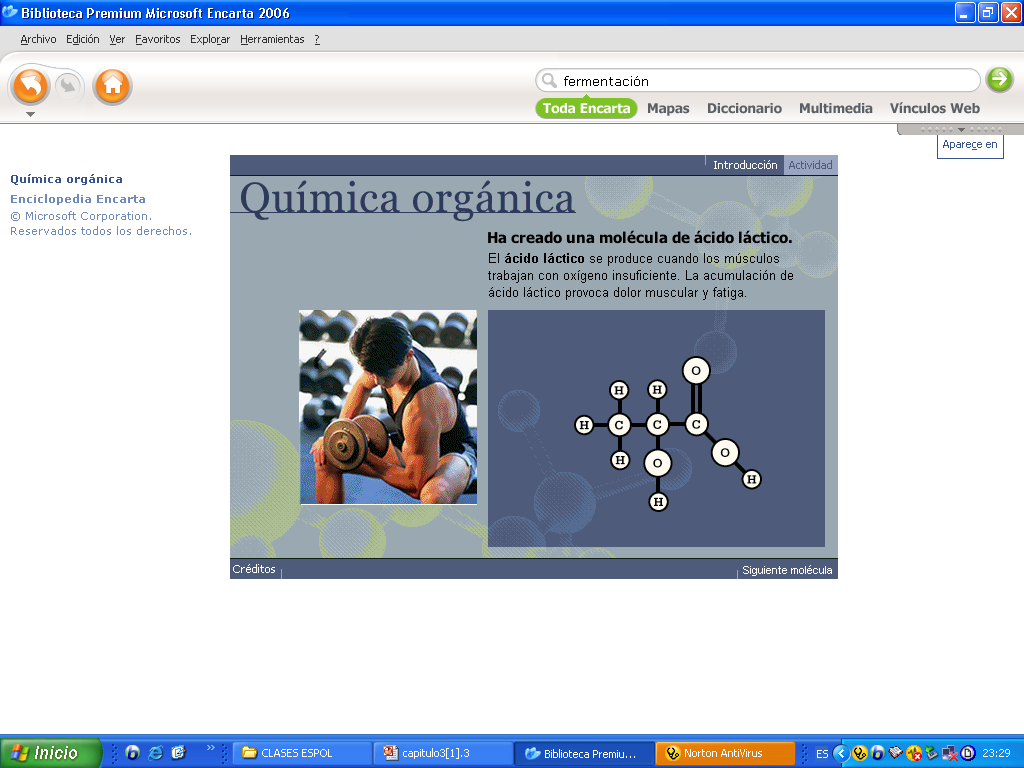 Biblioteca Premium Microsoft Encarta 2006
Archivo Edición Ver Favoritos Explorar Herramientas ?
fermentación
Toda Encarta Mapas Diccionario Multimedia Vínculos Web
Aparece en
Química orgánica
Enciclopedia Encarta
© Microsoft Corporation.
Reservados todos los derechos.
Introducción Actividad
Química orgánica
Ha creado una molécula de ácido láctico.
El ácido láctico se produce cuando los músculos
trabajan con oxígeno insuficiente. La acumulación de
ácido láctico provoca dolor muscular y fatiga.
O
H H
H C C C
H O O
H
H
Créditos Siguiente molécula
Inicio » CLASES ESPOL capitulo3[1].3 Biblioteca Premiu... Norton AntiVirus ES 23:29